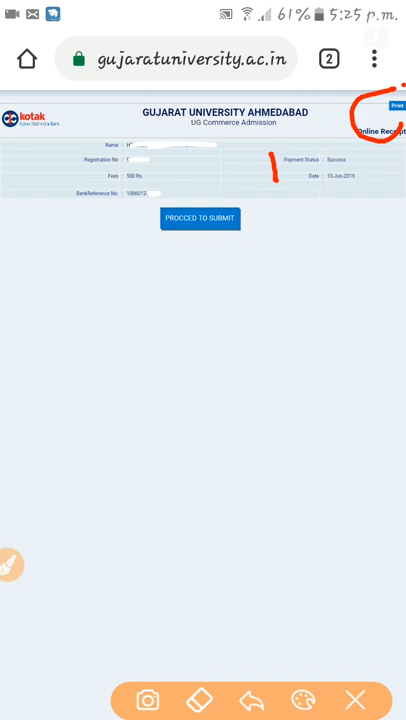 61% 5:25 p.m.
gujaratuniversity.ac.in 2
Print
kotak
Kotak Mahindra Bank
GUJARAT UNIVERSITY AHMEDABAD
UG Commerce Admission
Online Receipt
Name :
Registration No :
Payment Status : Success
Fees : 500 Rs.
Date : 10-Jun-2019
BankReference No. : 1086012
PROCCED TO SUBMIT